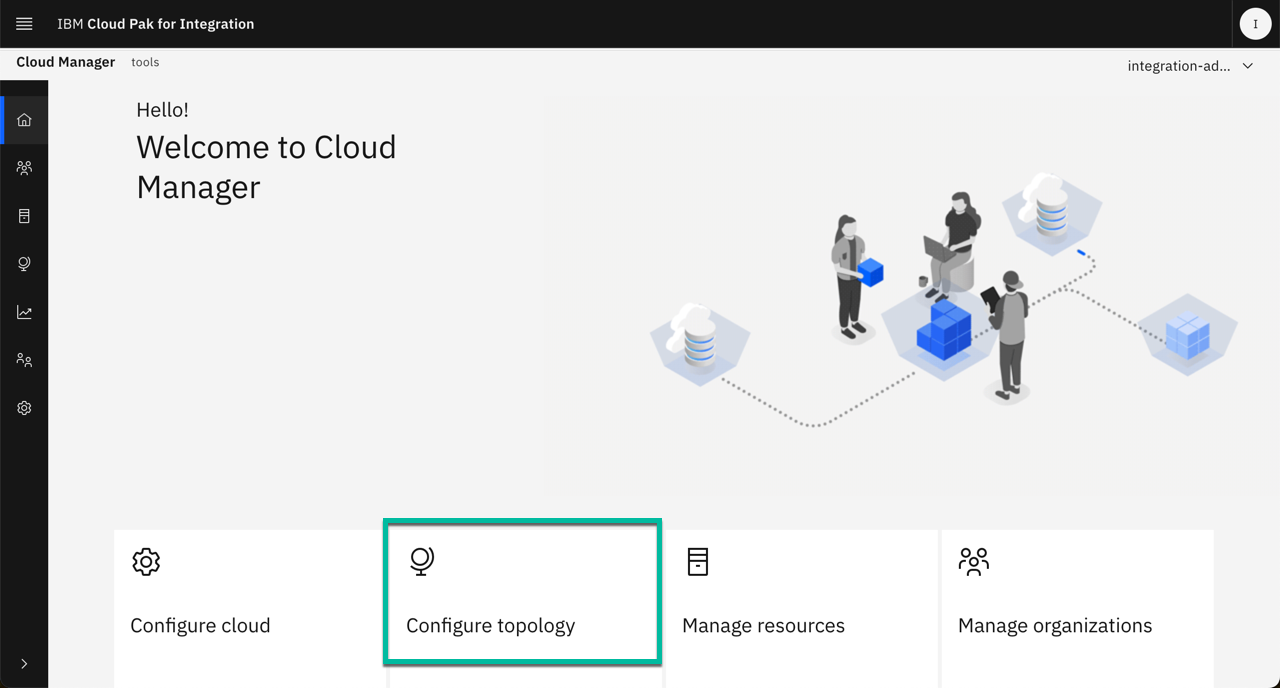 IBM Cloud Pak for Integration
I
Cloud Manager tools
integration-ad...
Hello!
Welcome to Cloud
Manager
Configure cloud
Configure topology
Manage resources
Manage organizations